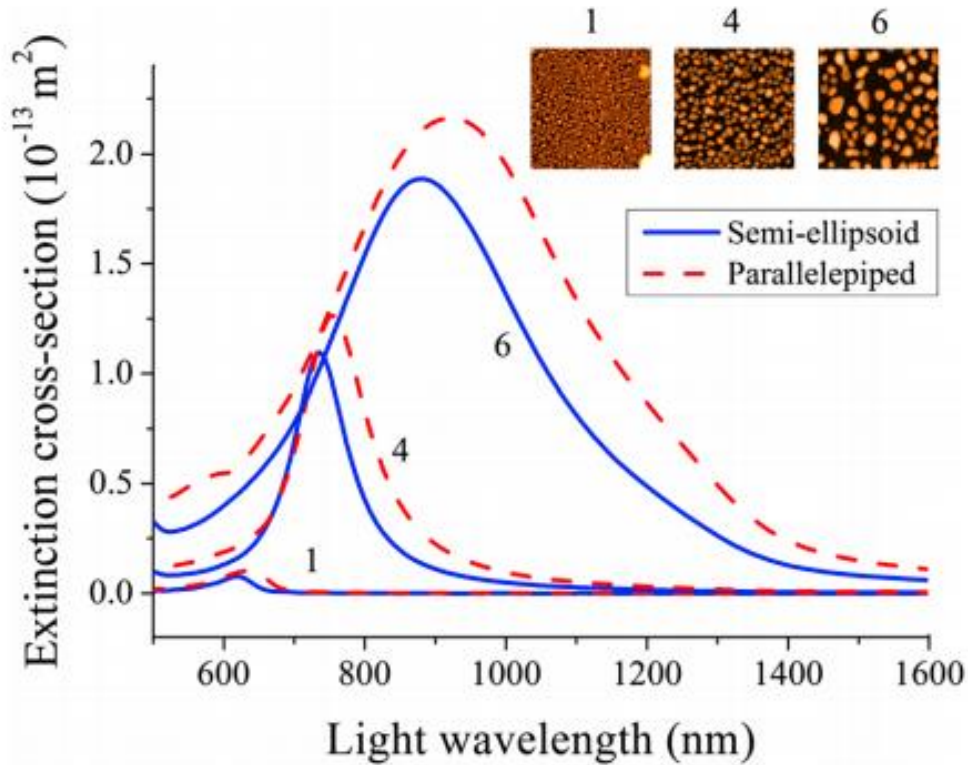 1 4 6
Extinction cross-section (10⁻¹³ m²)
2.0
1.5
1.0
0.5
0.0
Semi-ellipsoid
Parallelepiped
6
4
1
600 800 1000 1200 1400 1600
Light wavelength (nm)